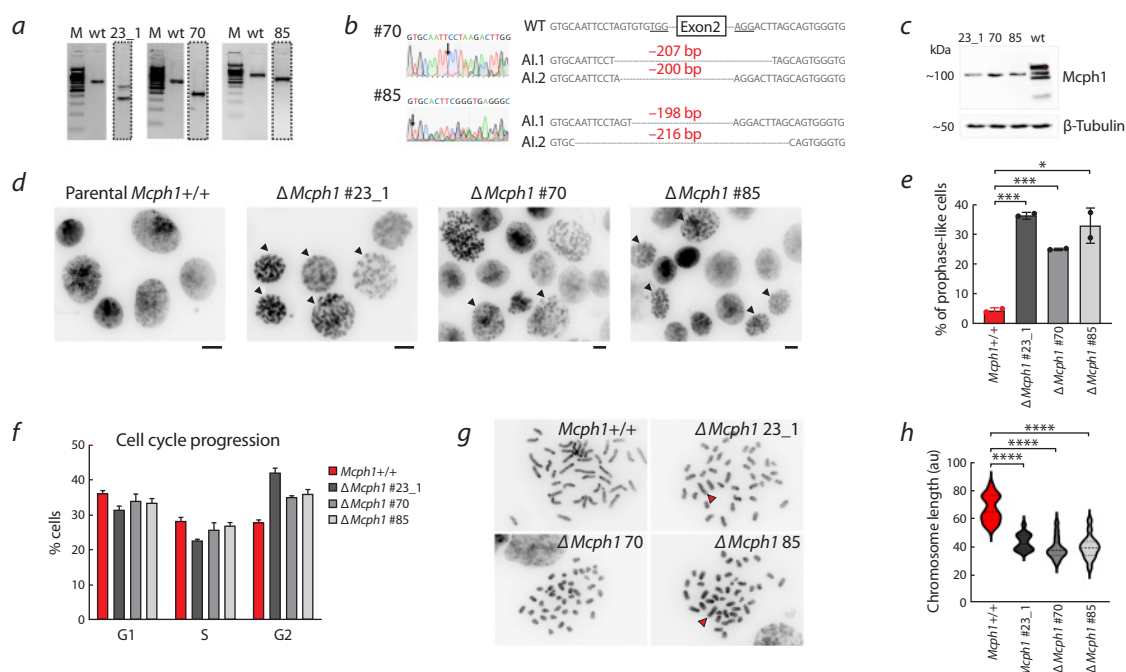 a
M wt 23_1 M wt 70 M wt 85
b
#70
GTGCAATTCCTAAGACTTGG
#85
GTGCACTTCGGGTGAGGGC
WT GTGCAATTCCTAGTGTGTGG Exon2 AGGACTTAGCAGTGGGTG
–207 bp
Al.1 GTGCAATTCCT TAGCAGTGGGTG
–200 bp
Al.2 GTGCAATTCCTA AGGACTTAGCAGTGGGTG
–198 bp
Al.1 GTGCAATTCCTAGT AGGACTTAGCAGTGGGTG
–216 bp
Al.2 GTGC CAGTGGGTG
c
kDa 23_1 70 85 wt
~100 Mcph1
~50 β-Tubulin
d
Parental Mcph1+/+ ΔMcph1 #23_1 ΔMcph1 #70 ΔMcph1 #85
e
% of prophase-like cells
*
***
***
40
30
20
10
0
Mcph1+/+
ΔMcph1 #23_1
ΔMcph1 #70
ΔMcph1 #85
f
Cell cycle progression
% cells
50
40
30
20
10
0
G1 S G2
Mcph1+/+
ΔMcph1 #23_1
ΔMcph1 #70
ΔMcph1 #85
g
Mcph1+/+ ΔMcph1 23_1
ΔMcph1 70 ΔMcph1 85
h
Chromosome length (au)
****
****
****
100
80
60
40
20
0
Mcph1+/+
Mcph1 #23_1
ΔMcph1 #70
ΔMcph1 #85